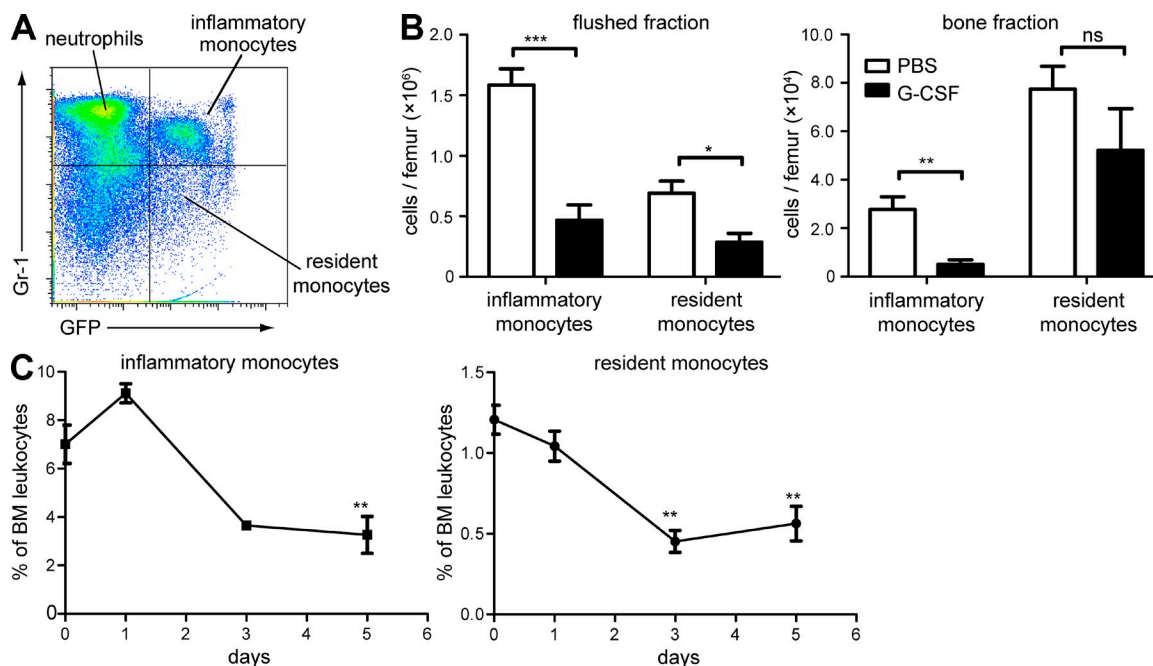 A
neutrophils
inflammatory
monocytes
Gr-1
GFP
resident
monocytes
B
flushed fraction
cells / femur (×10⁶)
2.0
1.5
1.0
0.5
0
***
*
inflammatory
monocytes
resident
monocytes
bone fraction
cells / femur (×10⁴)
10.0
8.0
6.0
4.0
2.0
0
**
ns
PBS
G-CSF
inflammatory
monocytes
resident
monocytes
C
inflammatory monocytes
% of BM leukocytes
10
8
6
4
2
0
**
0 1 2 3 4 5 6
days
resident monocytes
% of BM leukocytes
1.5
1.0
0.5
0.0
**
**
0 1 2 3 4 5 6
days